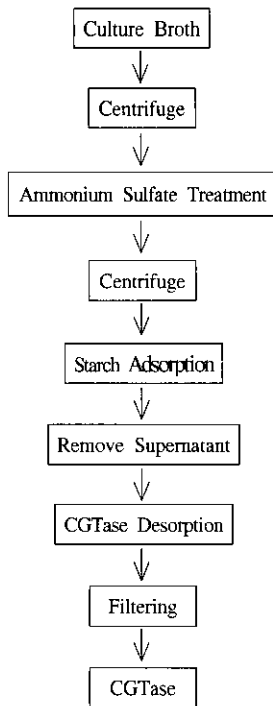 Culture Broth
Centrifuge
Ammonium Sulfate Treatment
Centrifuge
Starch Adsorption
Remove Supernatant
CGTase Desorption
Filtering
CGTase